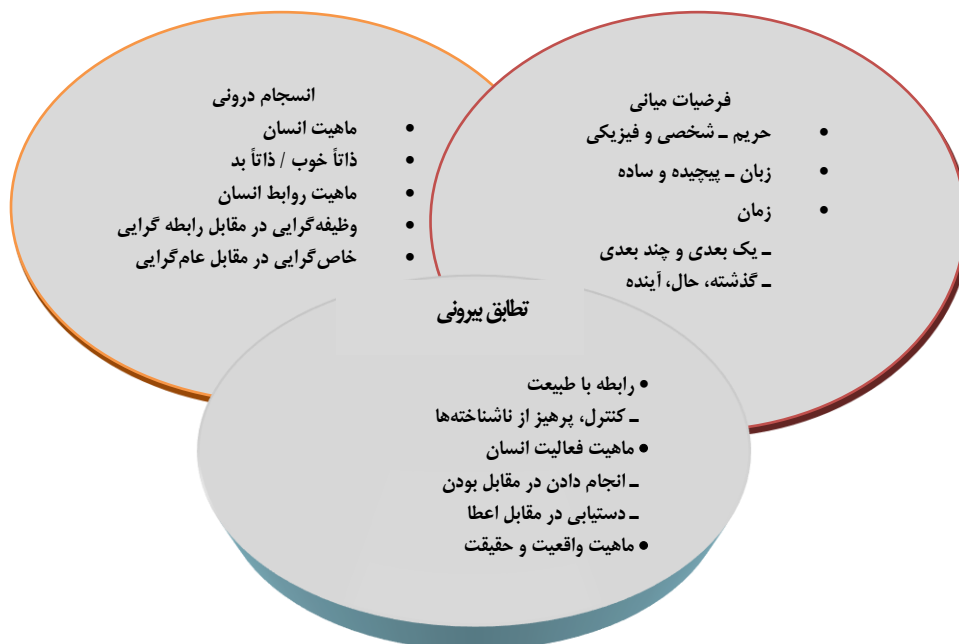 فرضیات میانی
• حریم ـ شخصی و فیزیکی
• زبان ـ پیچیده و ساده
• زمان
ـ یک بعدی و چند بعدی
ـ گذشته، حال، آینده
انسجام درونی
• ماهیت انسان
• ذاتاً خوب / ذاتاً بد
• ماهیت روابط انسان
• وظیفه‌گرایی در مقابل رابطه گرایی
• خاص‌گرایی در مقابل عام‌گرایی
تطابق بیرونی
• رابطه با طبیعت
ـ کنترل، پرهیز از ناشناخته‌ها
• ماهیت فعالیت انسان
ـ انجام دادن در مقابل بودن
ـ دستیابی در مقابل اعطا
• ماهیت واقعیت و حقیقت